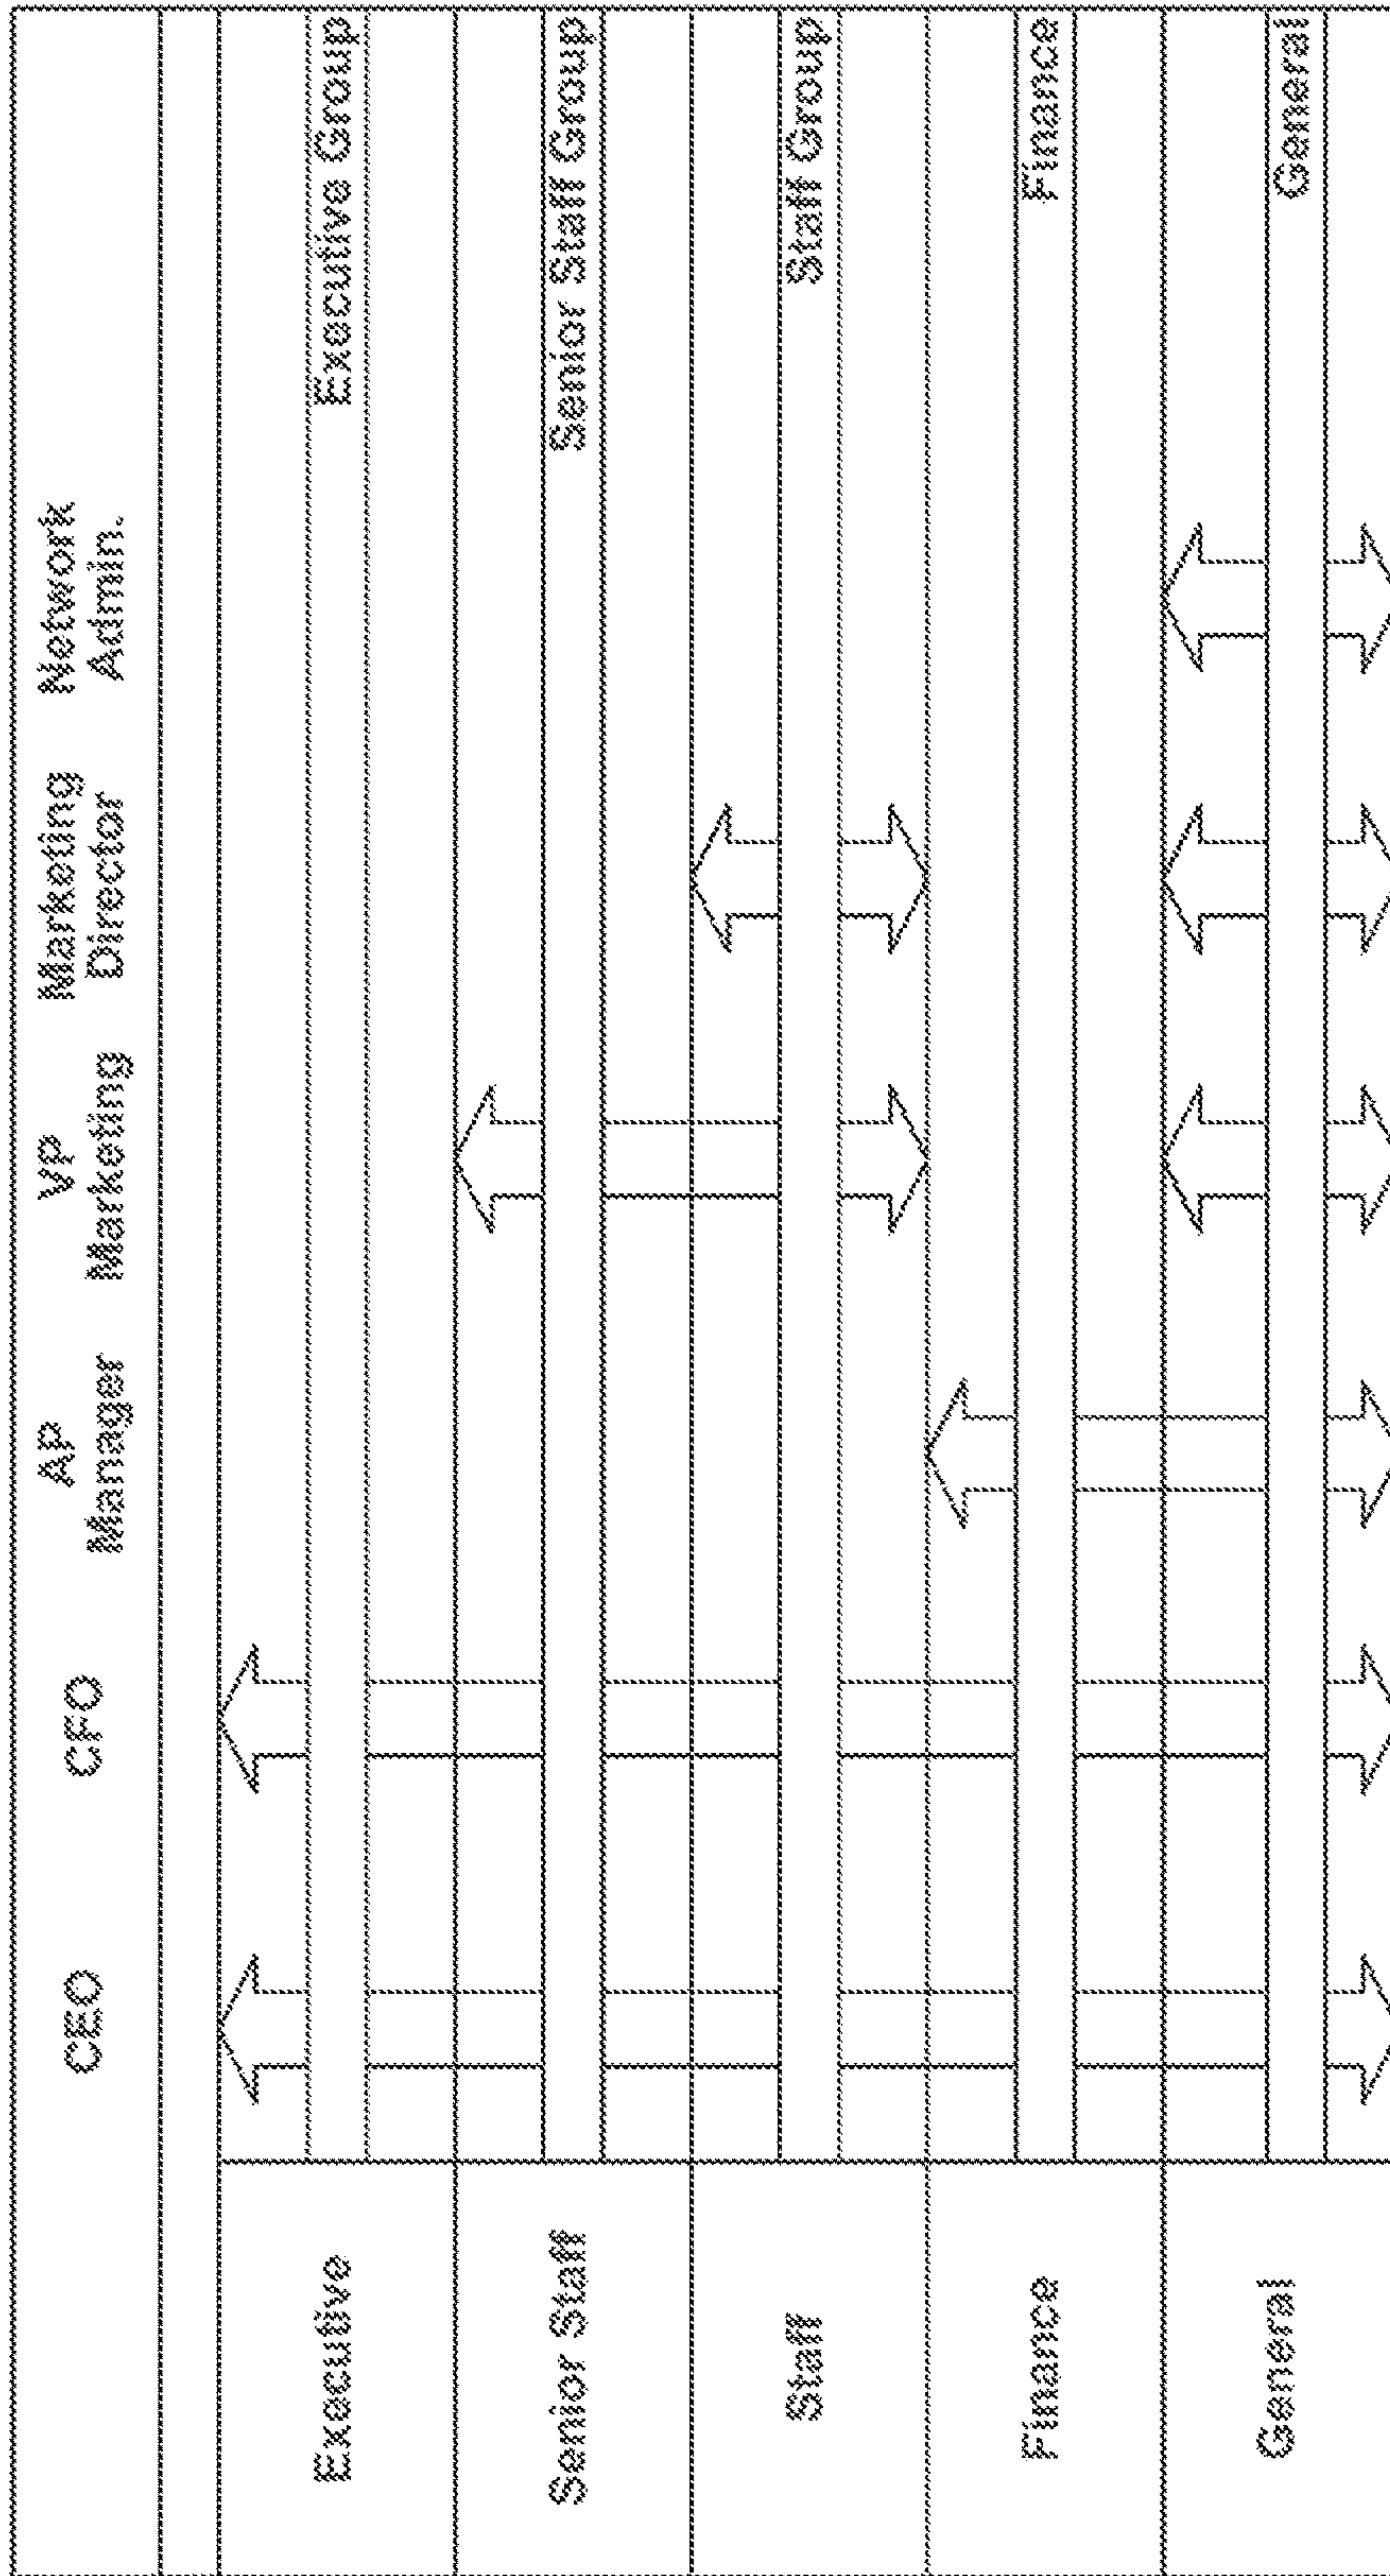 CEO
CFO
AP
Manager
VP
Marketing
Marketing
Director
Network
Admin.
Executive
Executive Group
Senior Staff
Senior Staff Group
Staff
Staff Group
Finance
Finance
General
General